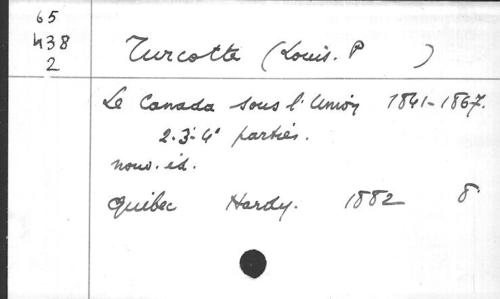 65
438
2
Turcotte (Louis. P )
Le Canada sous l'Union 1841-1867.
2.3.4e parties.
nouv. éd.
Québec Hardy. 1882 8°